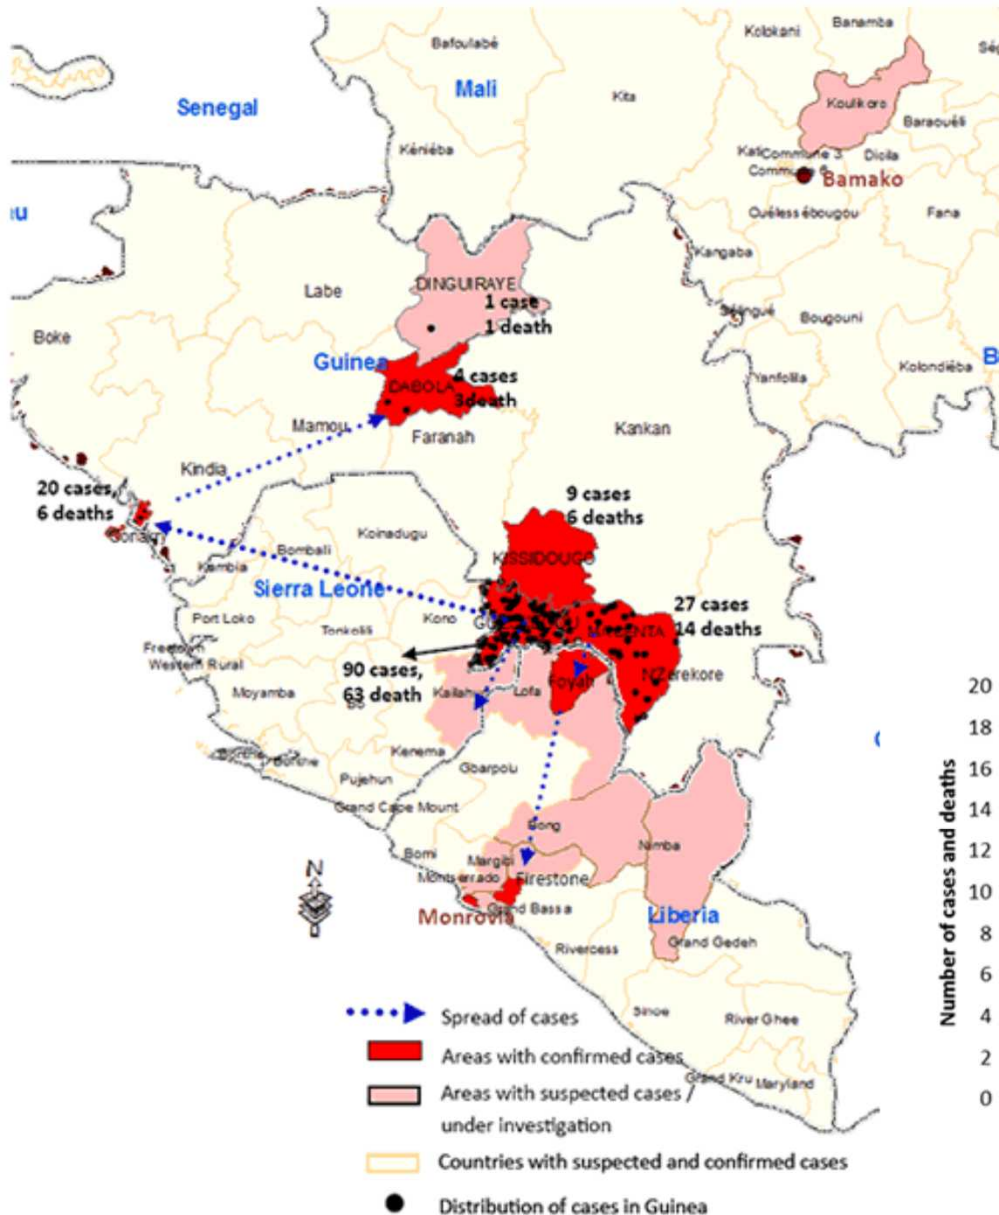 Banamba
Kolokani
Bafoulabé
Mali
Kita
Senegal
Koulikoro
Baraouéli
Kéniéba
Commune 3
Dioila
Bamako
Ouélessébougou
Fana
Kangaba
DINGUIRAYE
Labe
1 case
1 death
Sélingué
Bougouni
Boke
Guinea
Yanfolila
Kolondiéba
4 cases
DABOLA
3death
Mamou
Faranah
Kankan
Kindia
20 cases,
6 deaths
9 cases
6 deaths
Koinadugu
Bombali
KISSIDOUGO
Kambia
Sierra Leone
Port Loko
Kono
Tonkolili
27 cases
14 deaths
Freetown
Western Rural
90 cases,
63 death
NZerekore
Kailahu
Lofa
Foyah
Moyamba
Kenema
Gbarpolu
Pujehun
Grand Cape Mount
Bong
Nimba
Bomi
Margibi
Montserrado
Firestone
Grand Bassa
Monrovia
Liberia
Grand Gedeh
Rivercess
Sinoe
River Ghee
Grand Kru
Maryland
N
20
18
16
14
12
10
8
6
4
2
0
Number of cases and deaths
Spread of cases
Areas with confirmed cases
Areas with suspected cases /
under investigation
Countries with suspected and confirmed cases
Distribution of cases in Guinea